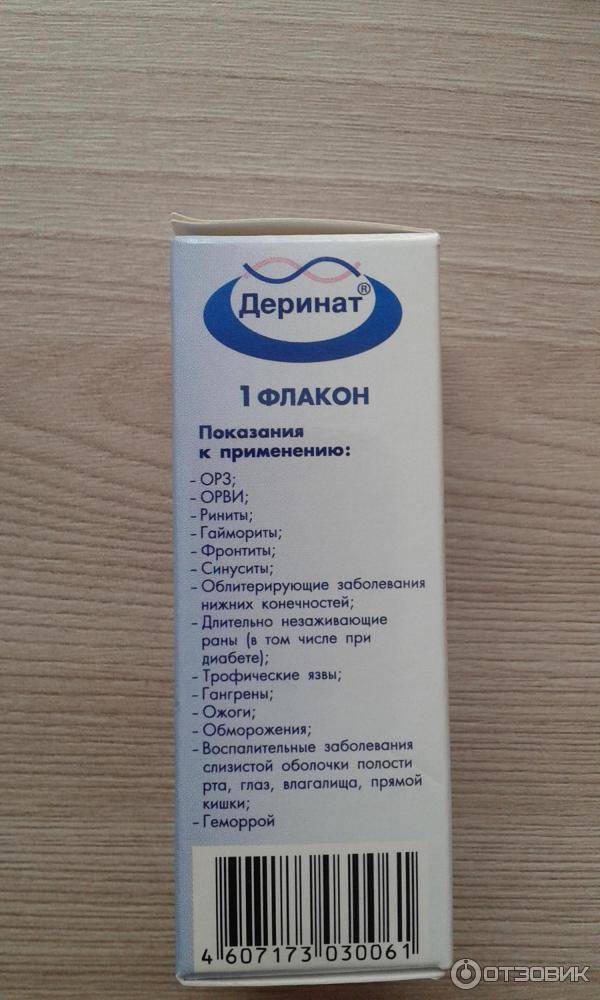 Деринат®
1 ФЛАКОН
Показания
к применению:
- ОРЗ;
- ОРВИ;
- Риниты;
- Гаймориты;
- Фронтиты;
- Синуситы;
- Облитерирующие заболевания
нижних конечностей;
- Длительно незаживающие
раны (в том числе при
диабете);
- Трофические язвы;
- Гангрены;
- Ожоги;
- Обморожения;
- Воспалительные заболевания
слизистой оболочки полости
рта, глаз, влагалища, прямой
кишки;
- Геморрой
4 607173 030061
ОТЗОВИК